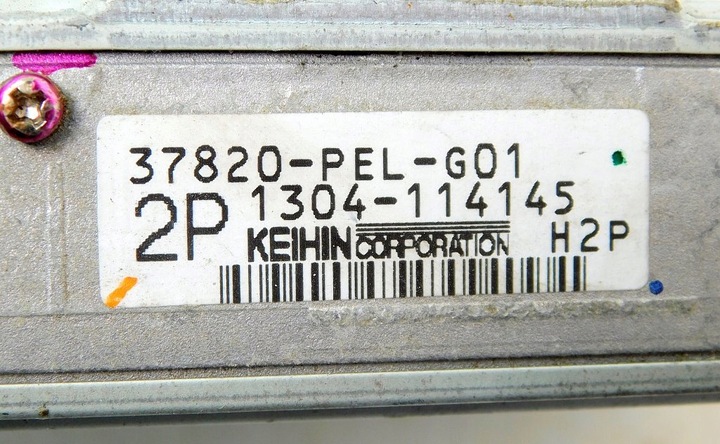 37820-PEL-G01
2P 1304-114145
KEIHIN CORPORATION H2P